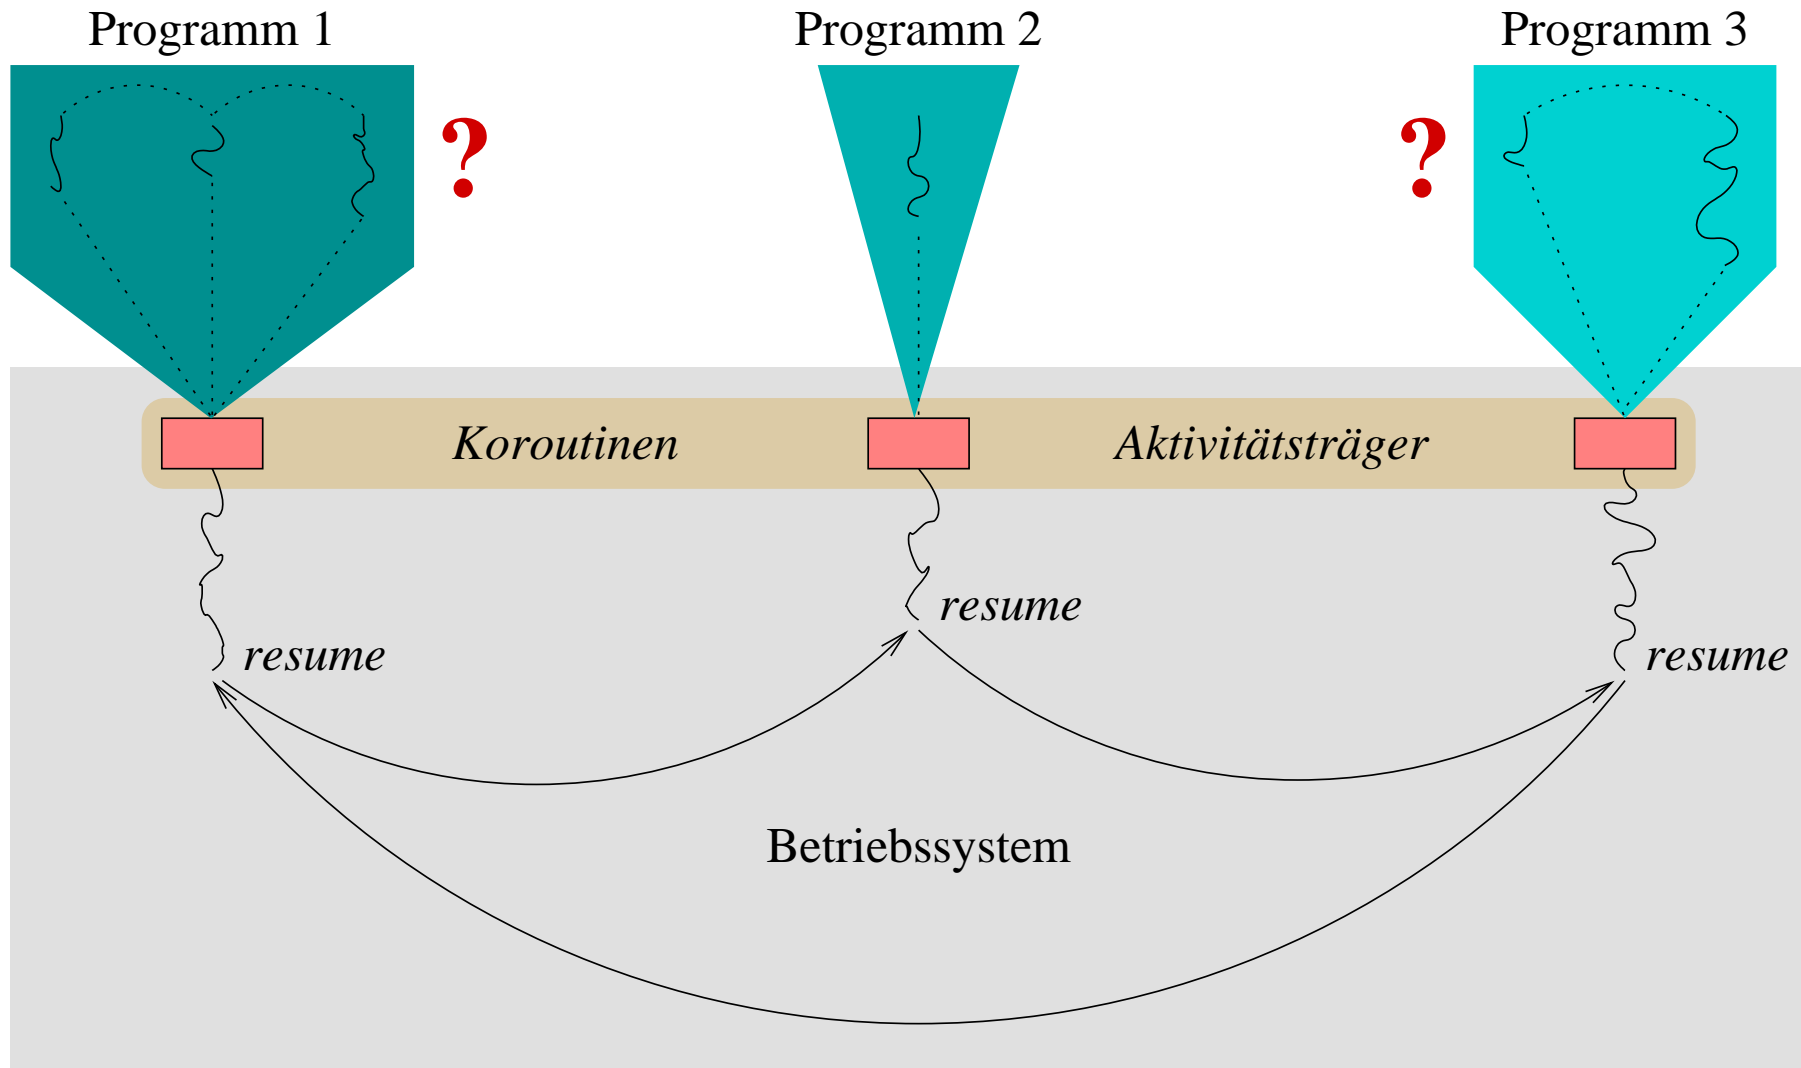 Programm 1
Programm 2
Programm 3
?
?
Koroutinen
Aktivitätsträger
resume
resume
resume
Betriebssystem